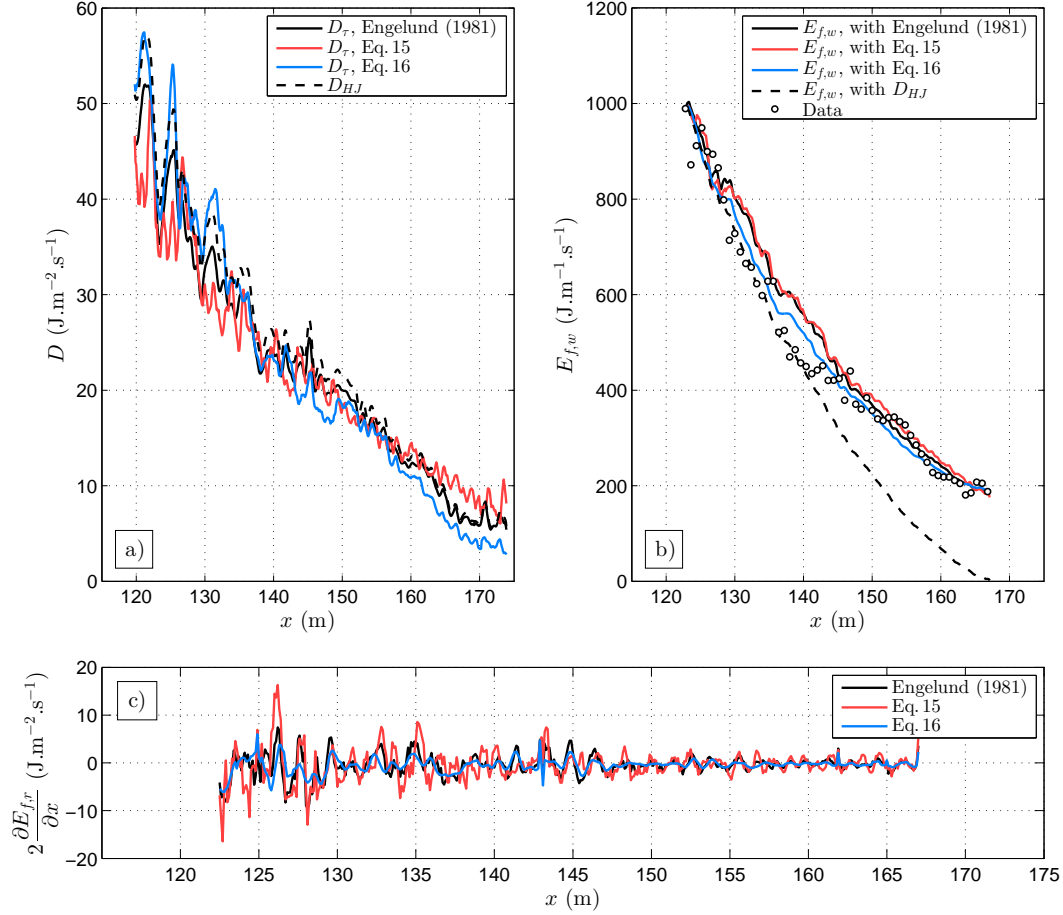 60
50
40
30
20
10
0
D (J.m⁻².s⁻¹)
D_τ, Engelund (1981)
D_τ, Eq. 15
D_τ, Eq. 16
D_HJ
a)
120 130 140 150 160 170
x (m)
1200
1000
800
600
400
200
0
E_f,w (J.m⁻¹.s⁻¹)
E_f,w, with Engelund (1981)
E_f,w, with Eq. 15
E_f,w, with Eq. 16
E_f,w, with D_HJ
Data
b)
120 130 140 150 160 170
x (m)
20
10
0
−10
−20
2 ∂E_f,r/∂x (J.m⁻².s⁻¹)
c)
Engelund (1981)
Eq. 15
Eq. 16
120 125 130 135 140 145 150 155 160 165 170 175
x (m)